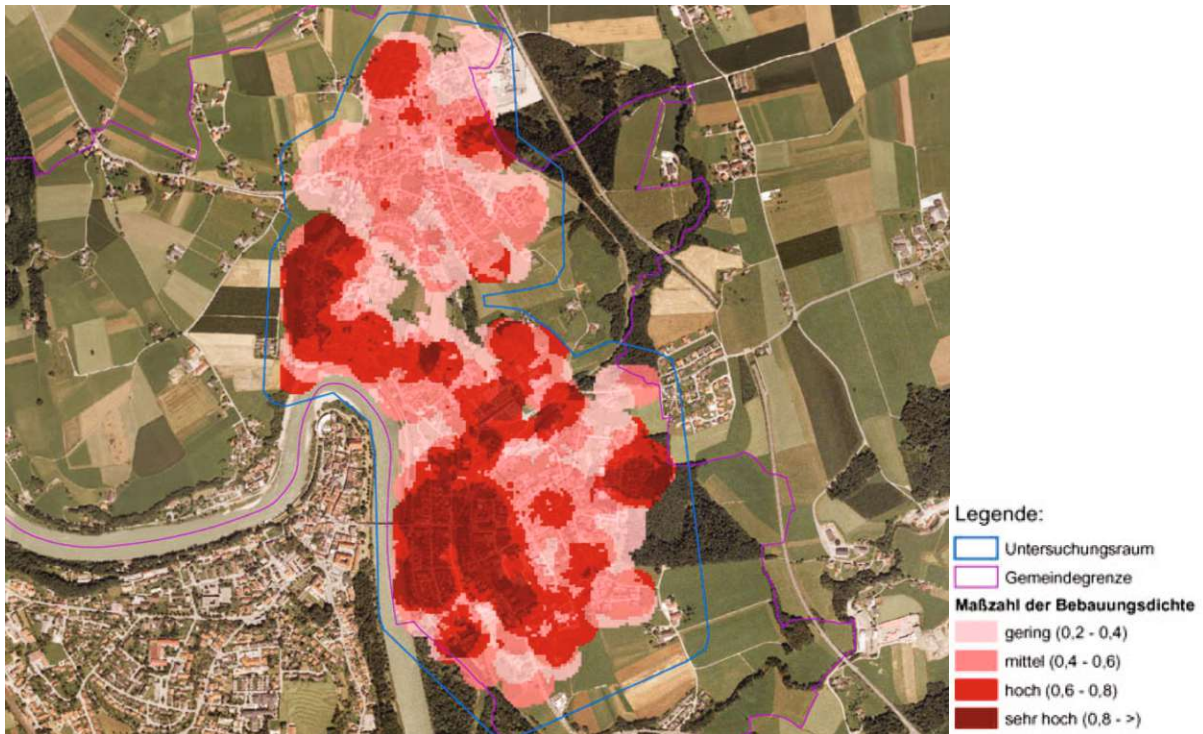 Legende:
Untersuchungsraum
Gemeindegrenze
Maßzahl der Bebauungsdichte
gering (0,2 - 0,4)
mittel (0,4 - 0,6)
hoch (0,6 - 0,8)
sehr hoch (0,8 - >)